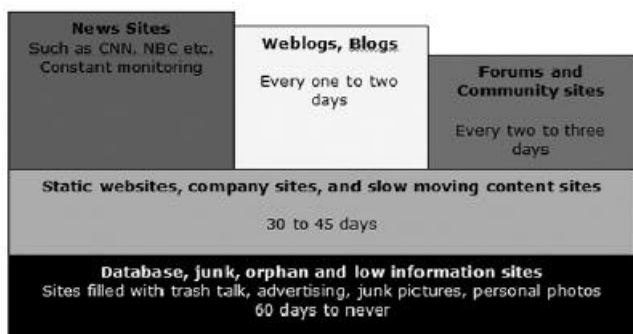 News Sites
Such as CNN, NBC etc.
Constant monitoring
Weblogs, Blogs
Every one to two
days
Forums and
Community sites
Every two to three
days
Static websites, company sites, and slow moving content sites
30 to 45 days
Database, junk, orphan and low information sites
Sites filled with trash talk, advertising, junk pictures, personal photos
60 days to never